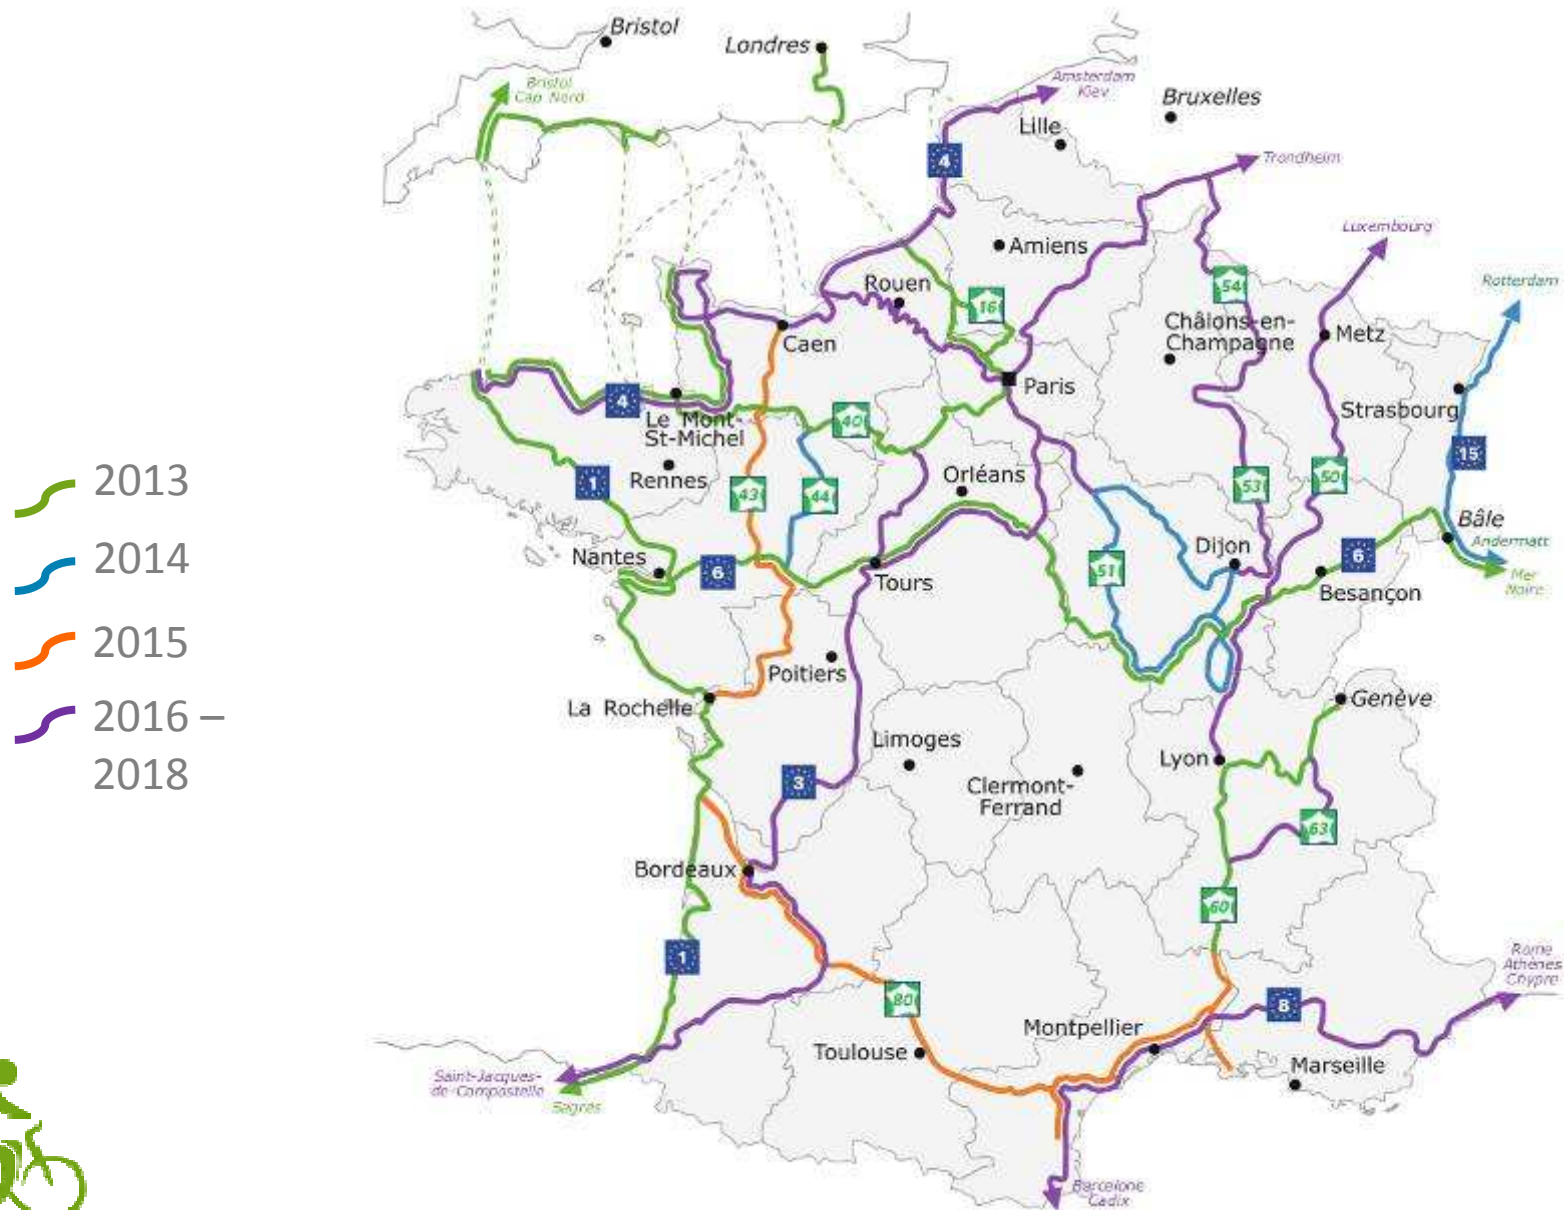 Bristol
Londres
Bristol
Cap Nord
Amsterdam
Kiev
Bruxelles
Lille
4
Trondheim
Luxembourg
Amiens
Rotterdam
Rouen
54
16
Châlons-en-
Champagne
Metz
Caen
Paris
4
Le Mont-
St-Michel
40
Strasbourg
15
2013
Rennes
Orléans
1
43
44
53
50
Bâle
Andermatt
2014
Nantes
6
Tours
51
Dijon
6
Besançon
Mer
Noire
2015
Poitiers
La Rochelle
Genève
2016 –
2018
Limoges
Lyon
3
Clermont-
Ferrand
63
Bordeaux
60
1
Rome
Athènes
Chypre
80
8
Montpellier
Toulouse
Marseille
Saint-Jacques-
de-Compostelle
Sagres
Barcelone
Cadix